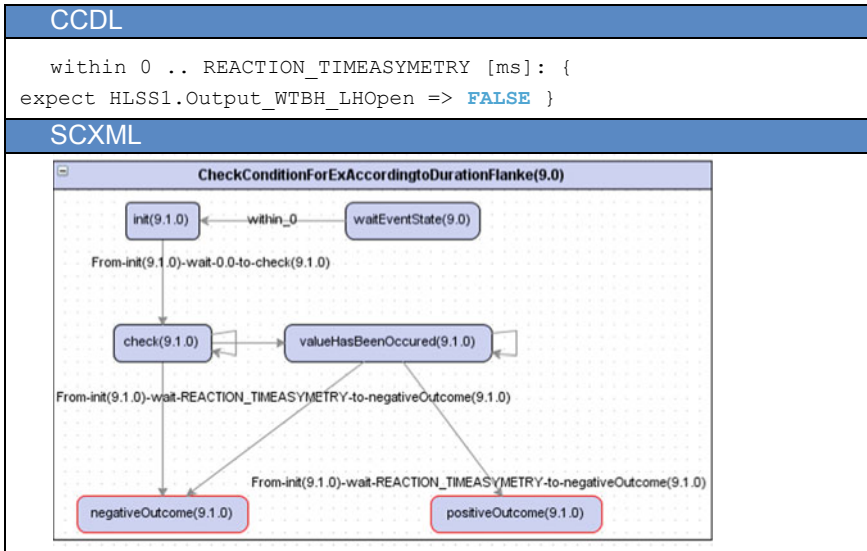 CCDL
within 0 .. REACTION_TIMEASYMETRY [ms]: {
expect HLSS1.Output_WTBH_LHOpen => FALSE }
SCXML
CheckConditionForExAccordingtoDurationFlanke(9.0)
init(9.1.0)
within_0
waitEventState(9.0)
From-init(9.1.0)-wait-0.0-to-check(9.1.0)
check(9.1.0)
valueHasBeenOccured(9.1.0)
From-init(9.1.0)-wait-REACTION_TIMEASYMETRY-to-negativeOutcome(9.1.0)
From-init(9.1.0)-wait-REACTION_TIMEASYMETRY-to-negativeOutcome(9.1.0)
negativeOutcome(9.1.0)
positiveOutcome(9.1.0)